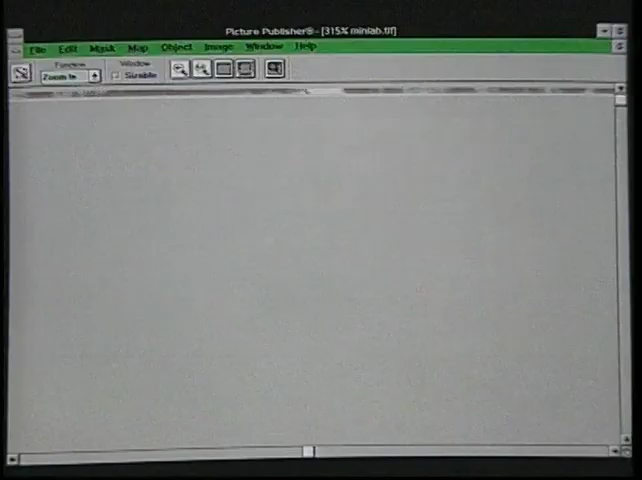 Picture Publisher® - [315% minlab.tif]
File Edit Mask Map Object Image Window Help
Function Window
Zoom In Sizable